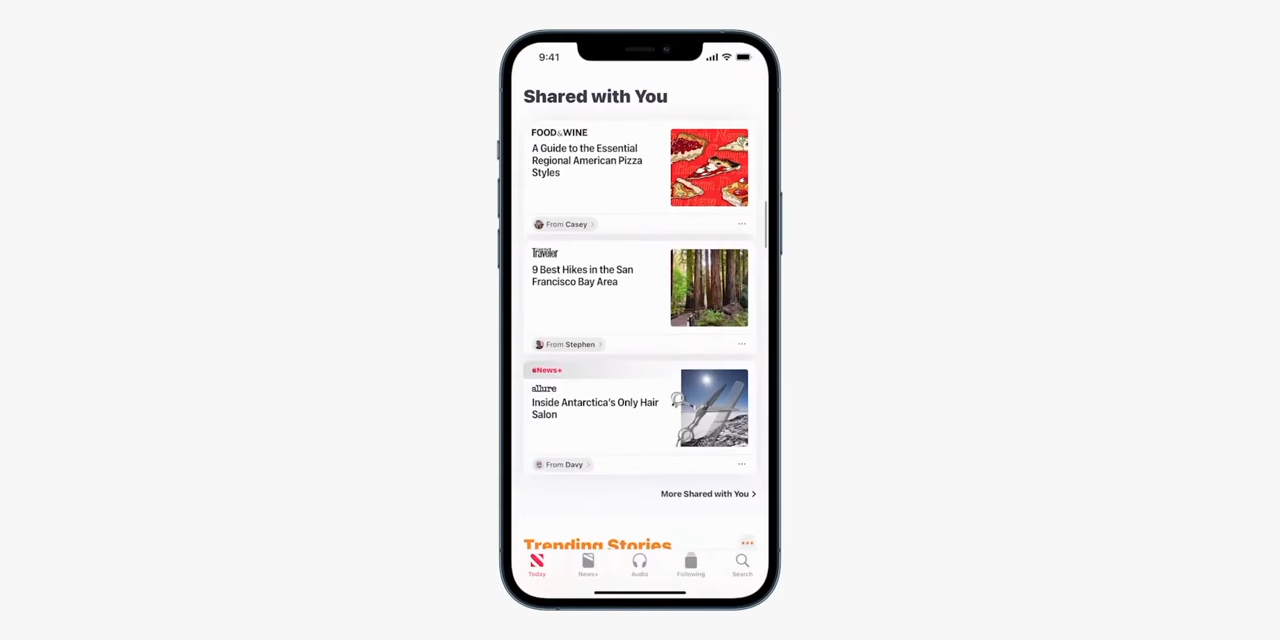 9:41
Shared with You
FOOD&WINE
A Guide to the Essential
Regional American Pizza
Styles
From Casey
Traveler
9 Best Hikes in the San
Francisco Bay Area
From Stephen
News+
allure
Inside Antarctica's Only Hair
Salon
From Davy
More Shared with You
Trending Stories
Today
News+
Audio
Following
Search